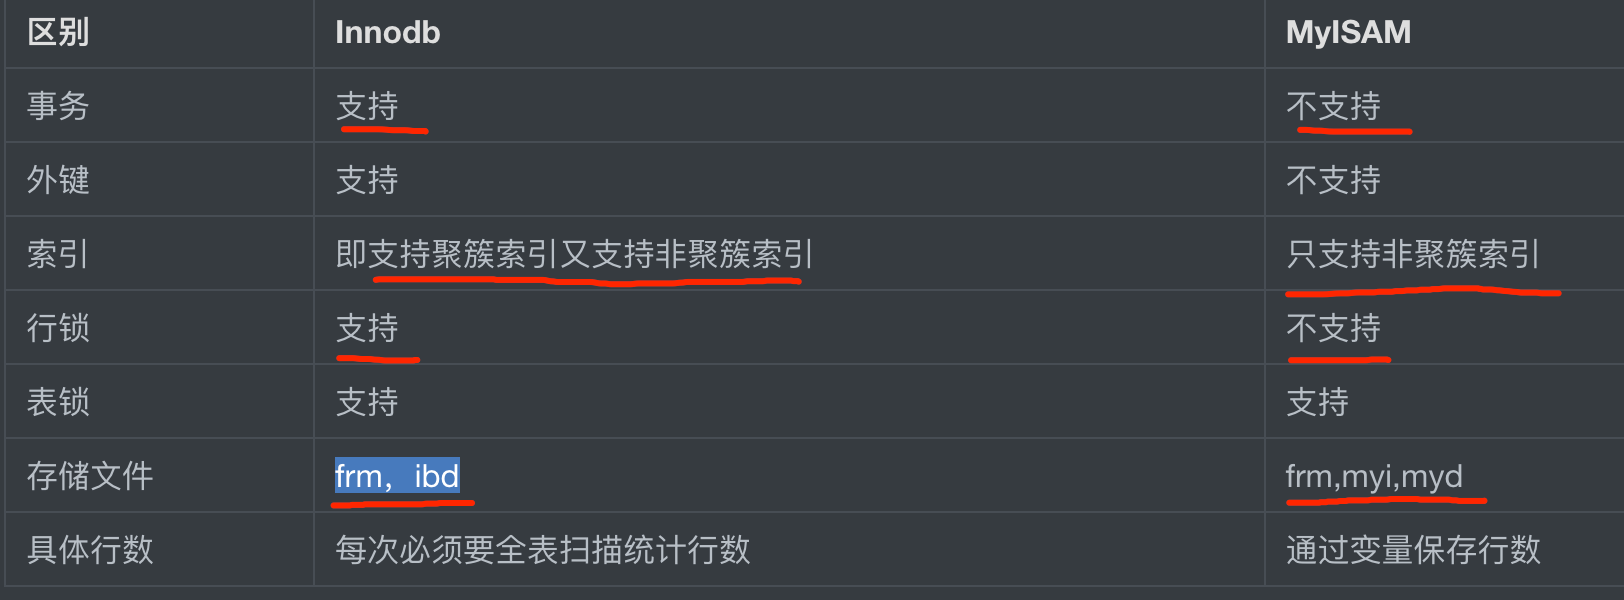 区别 Innodb MyISAM
事务 支持 不支持
外键 支持 不支持
索引 即支持聚簇索引又支持非聚簇索引 只支持非聚簇索引
行锁 支持 不支持
表锁 支持 支持
存储文件 frm，ibd frm,myi,myd
具体行数 每次必须要全表扫描统计行数 通过变量保存行数